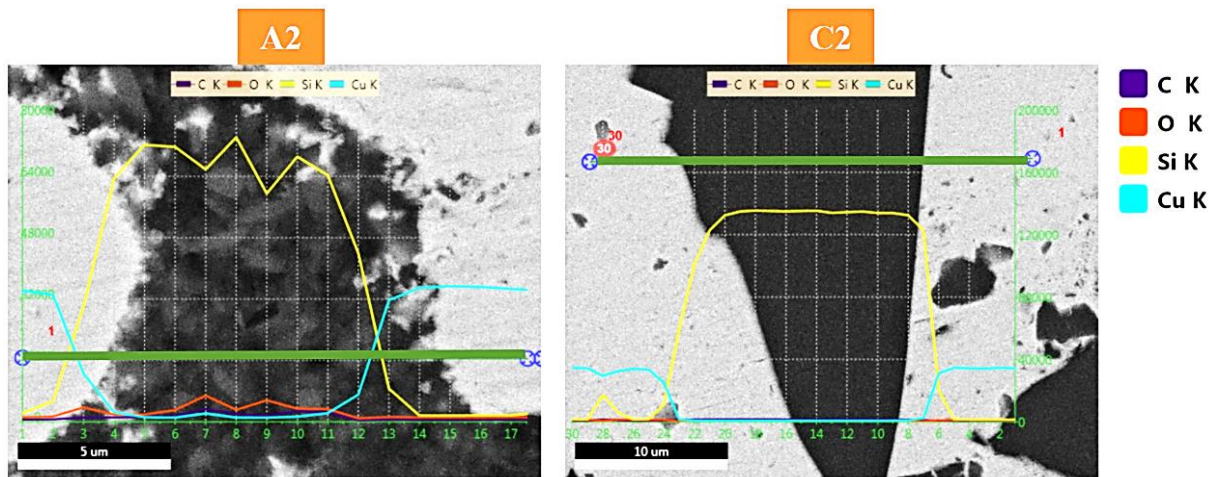 A2
C2
C K O K Si K Cu K
C K O K Si K Cu K
C K
O K
Si K
Cu K
80000
64000
48000
32000
1
1 2 3 4 5 6 7 8 9 10 11 12 13 14 15 16 17
5 um
200000
160000
120000
80000
40000
0
30
30
1
30 28 26 24 22 20 18 16 14 12 10 8 6 4 2
10 um